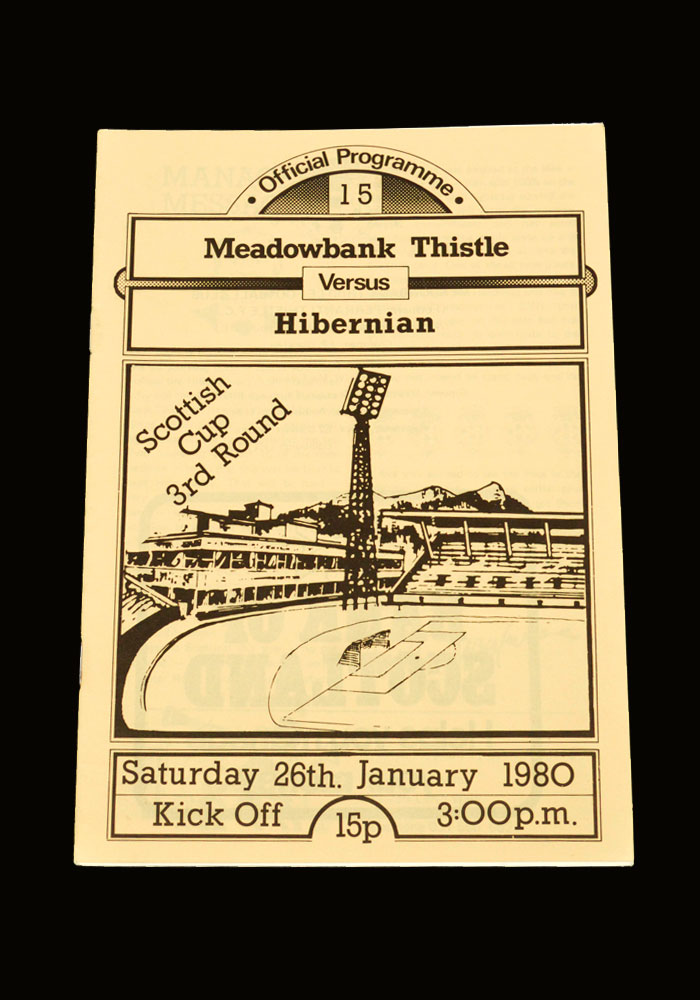 Official Programme
15
Meadowbank Thistle
Versus
Hibernian
Scottish
Cup
3rd Round
Saturday 26th. January 1980
Kick Off 15p 3:00p.m.